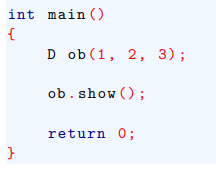 int main()
{
    D ob(1, 2, 3);
    ob.show();
    return 0;
}